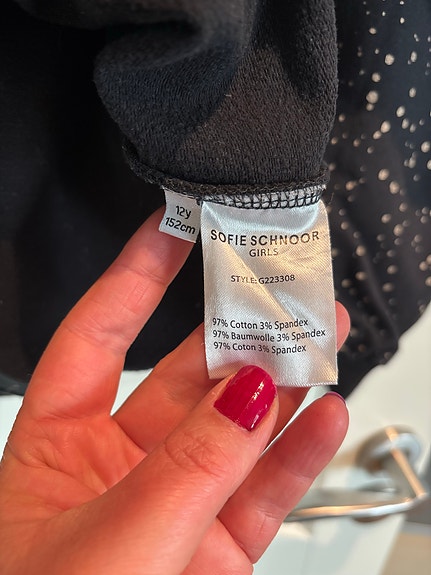 12y
152cm
SOFIE SCHNOOR
GIRLS
STYLE: G223308
97% Cotton 3% Spandex
97% Baumwolle 3% Spandex
97% Coton 3% Spandex